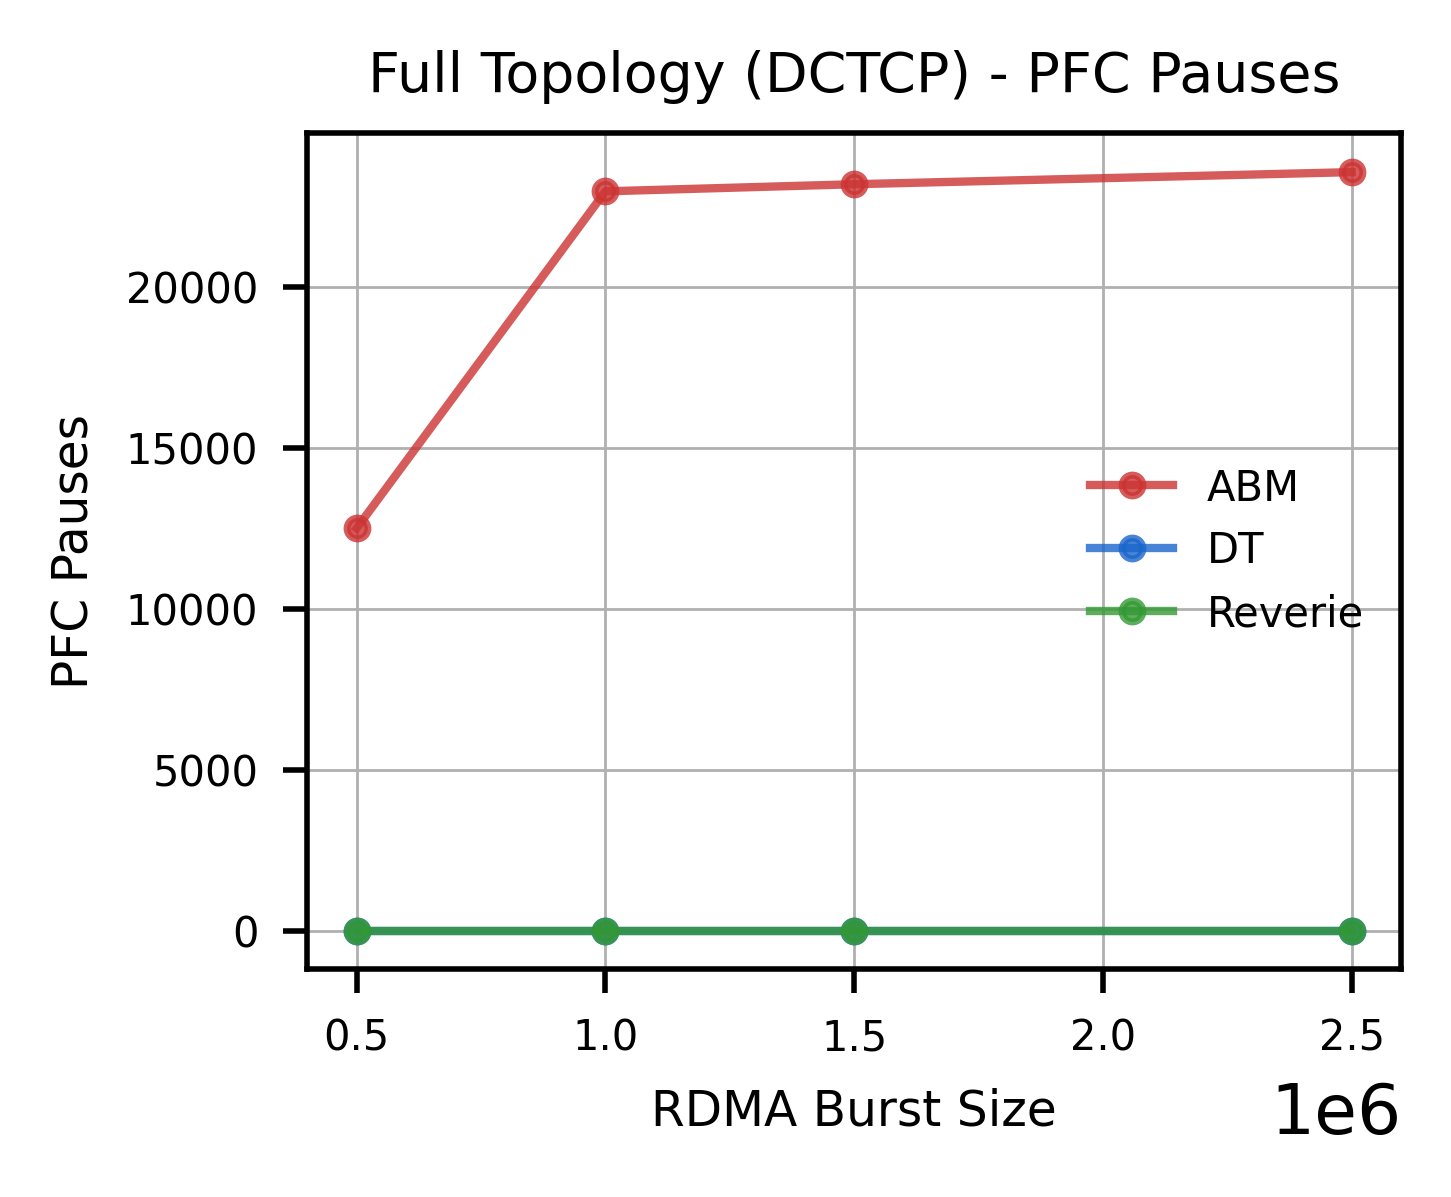 Full Topology (DCTCP) - PFC Pauses
PFC Pauses
20000
15000
10000
5000
0
ABM
DT
Reverie
0.5 1.0 1.5 2.0 2.5
RDMA Burst Size
1e6